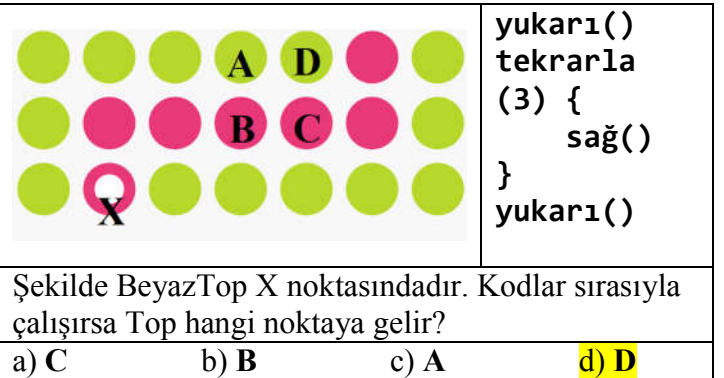 A D
B C
X
yukarı()
tekrarla
(3) {
sağ()
}
yukarı()
Şekilde BeyazTop X noktasındadır. Kodlar sırasıyla
çalışırsa Top hangi noktaya gelir?
a) C b) B c) A d) D